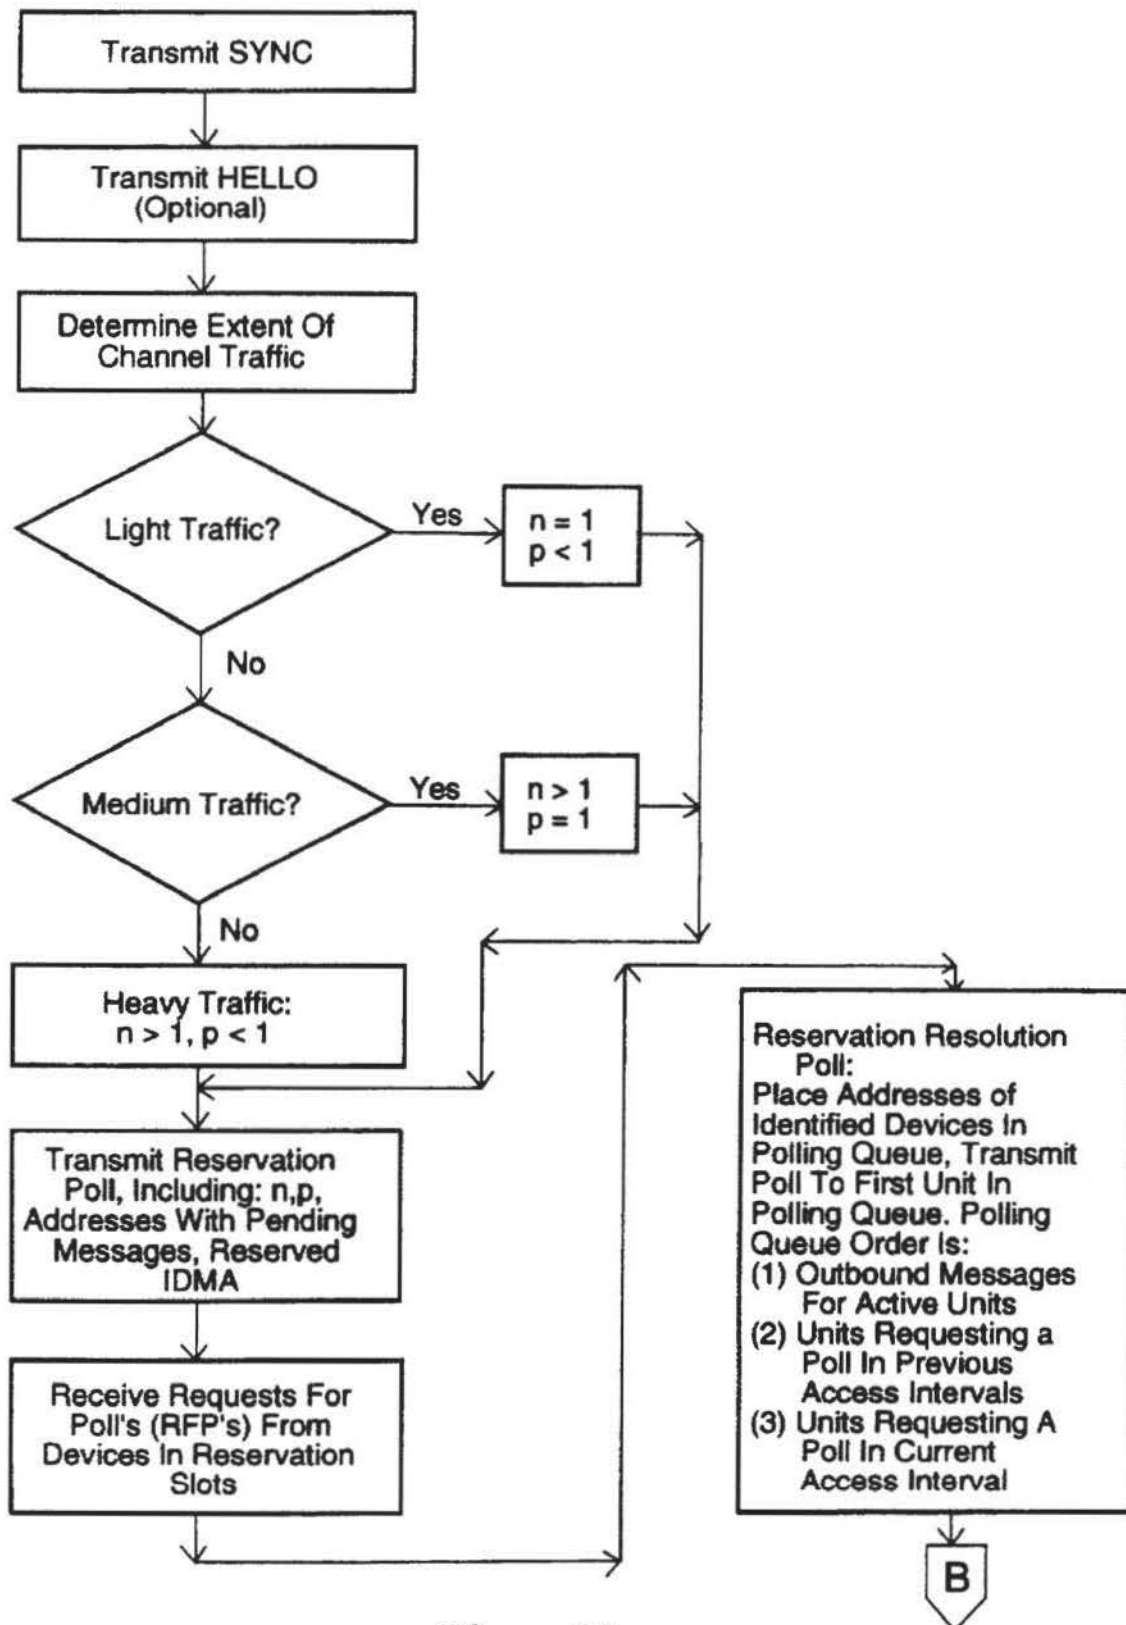 Transmit SYNC
Transmit HELLO
(Optional)
Determine Extent Of
Channel Traffic
Light Traffic?
Yes
n = 1
p < 1
No
Medium Traffic?
Yes
n > 1
p = 1
No
Heavy Traffic:
n > 1, p < 1
Transmit Reservation
Poll, Including: n,p,
Addresses With Pending
Messages, Reserved
IDMA
Receive Requests For
Poll's (RFP's) From
Devices In Reservation
Slots
Reservation Resolution
Poll:
Place Addresses of
Identified Devices In
Polling Queue, Transmit
Poll To First Unit In
Polling Queue. Polling
Queue Order Is:
(1) Outbound Messages
For Active Units
(2) Units Requesting a
Poll In Previous
Access Intervals
(3) Units Requesting A
Poll In Current
Access Interval
B